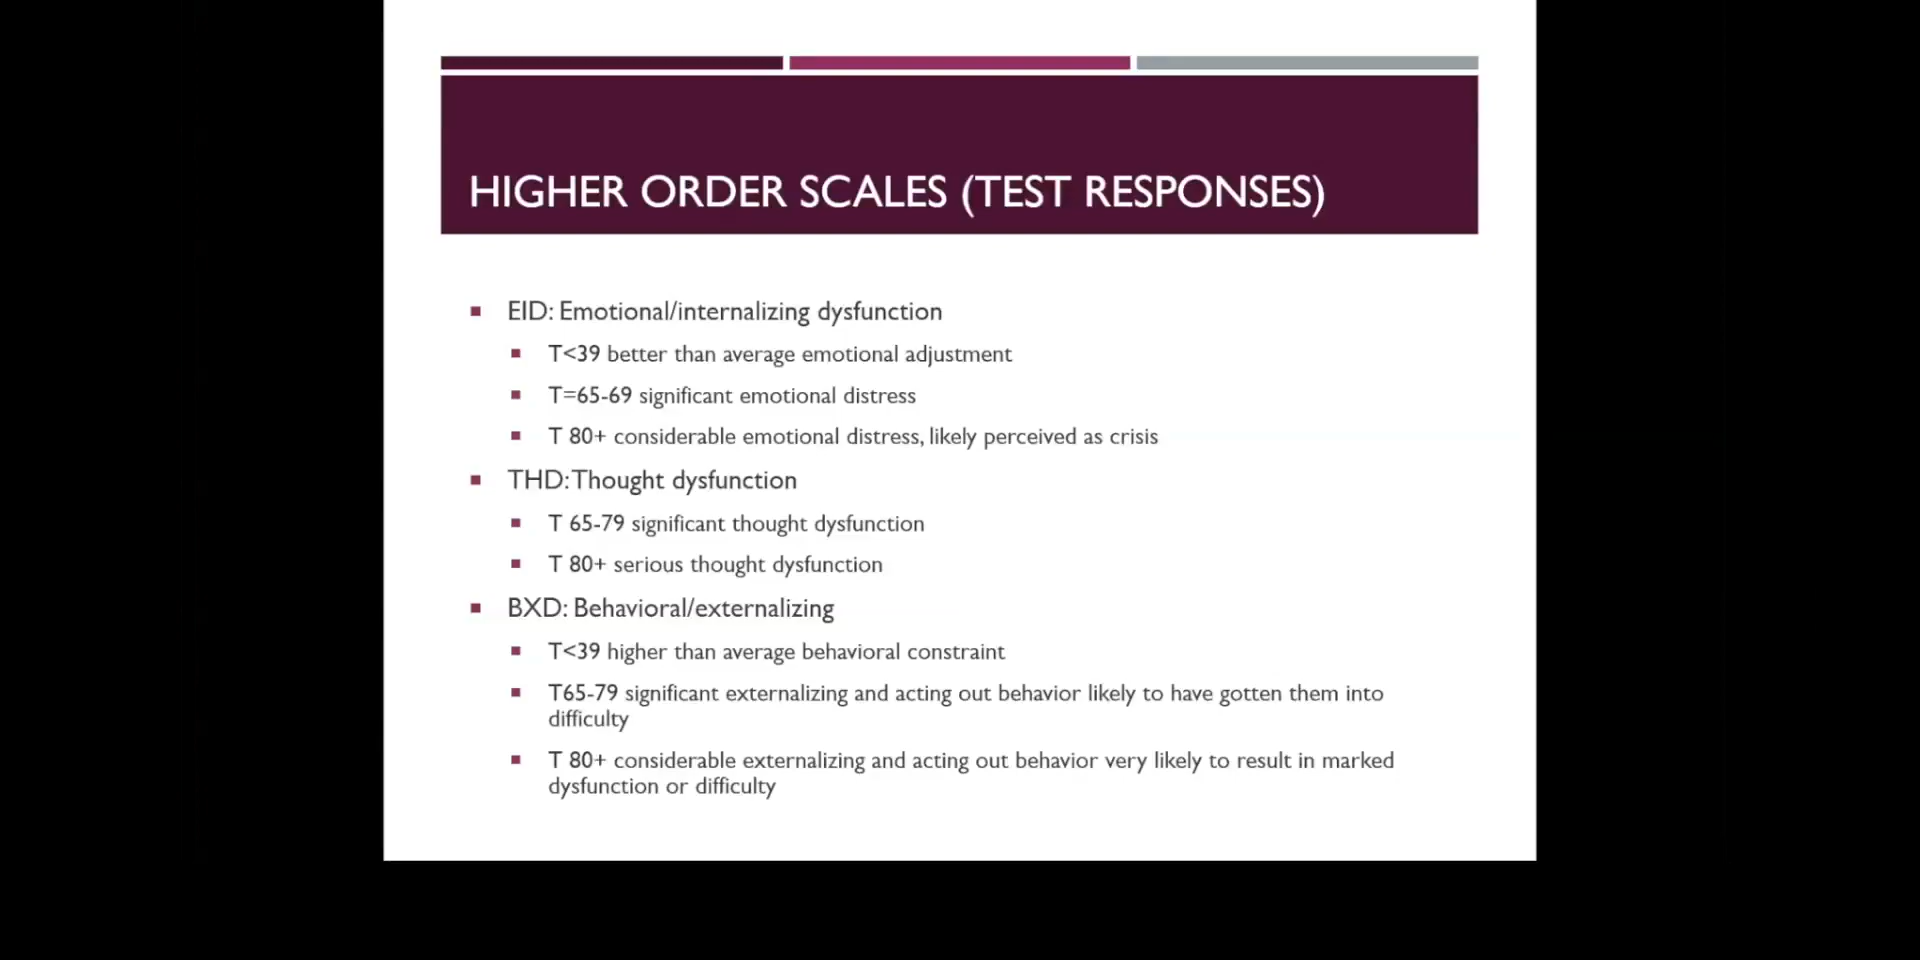 HIGHER ORDER SCALES (TEST RESPONSES)
EID: Emotional/internalizing dysfunction
T<39 better than average emotional adjustment
T=65-69 significant emotional distress
T 80+ considerable emotional distress, likely perceived as crisis
THD: Thought dysfunction
T 65-79 significant thought dysfunction
T 80+ serious thought dysfunction
BXD: Behavioral/externalizing
T<39 higher than average behavioral constraint
T65-79 significant externalizing and acting out behavior likely to have gotten them into
difficulty
T 80+ considerable externalizing and acting out behavior very likely to result in marked
dysfunction or difficulty